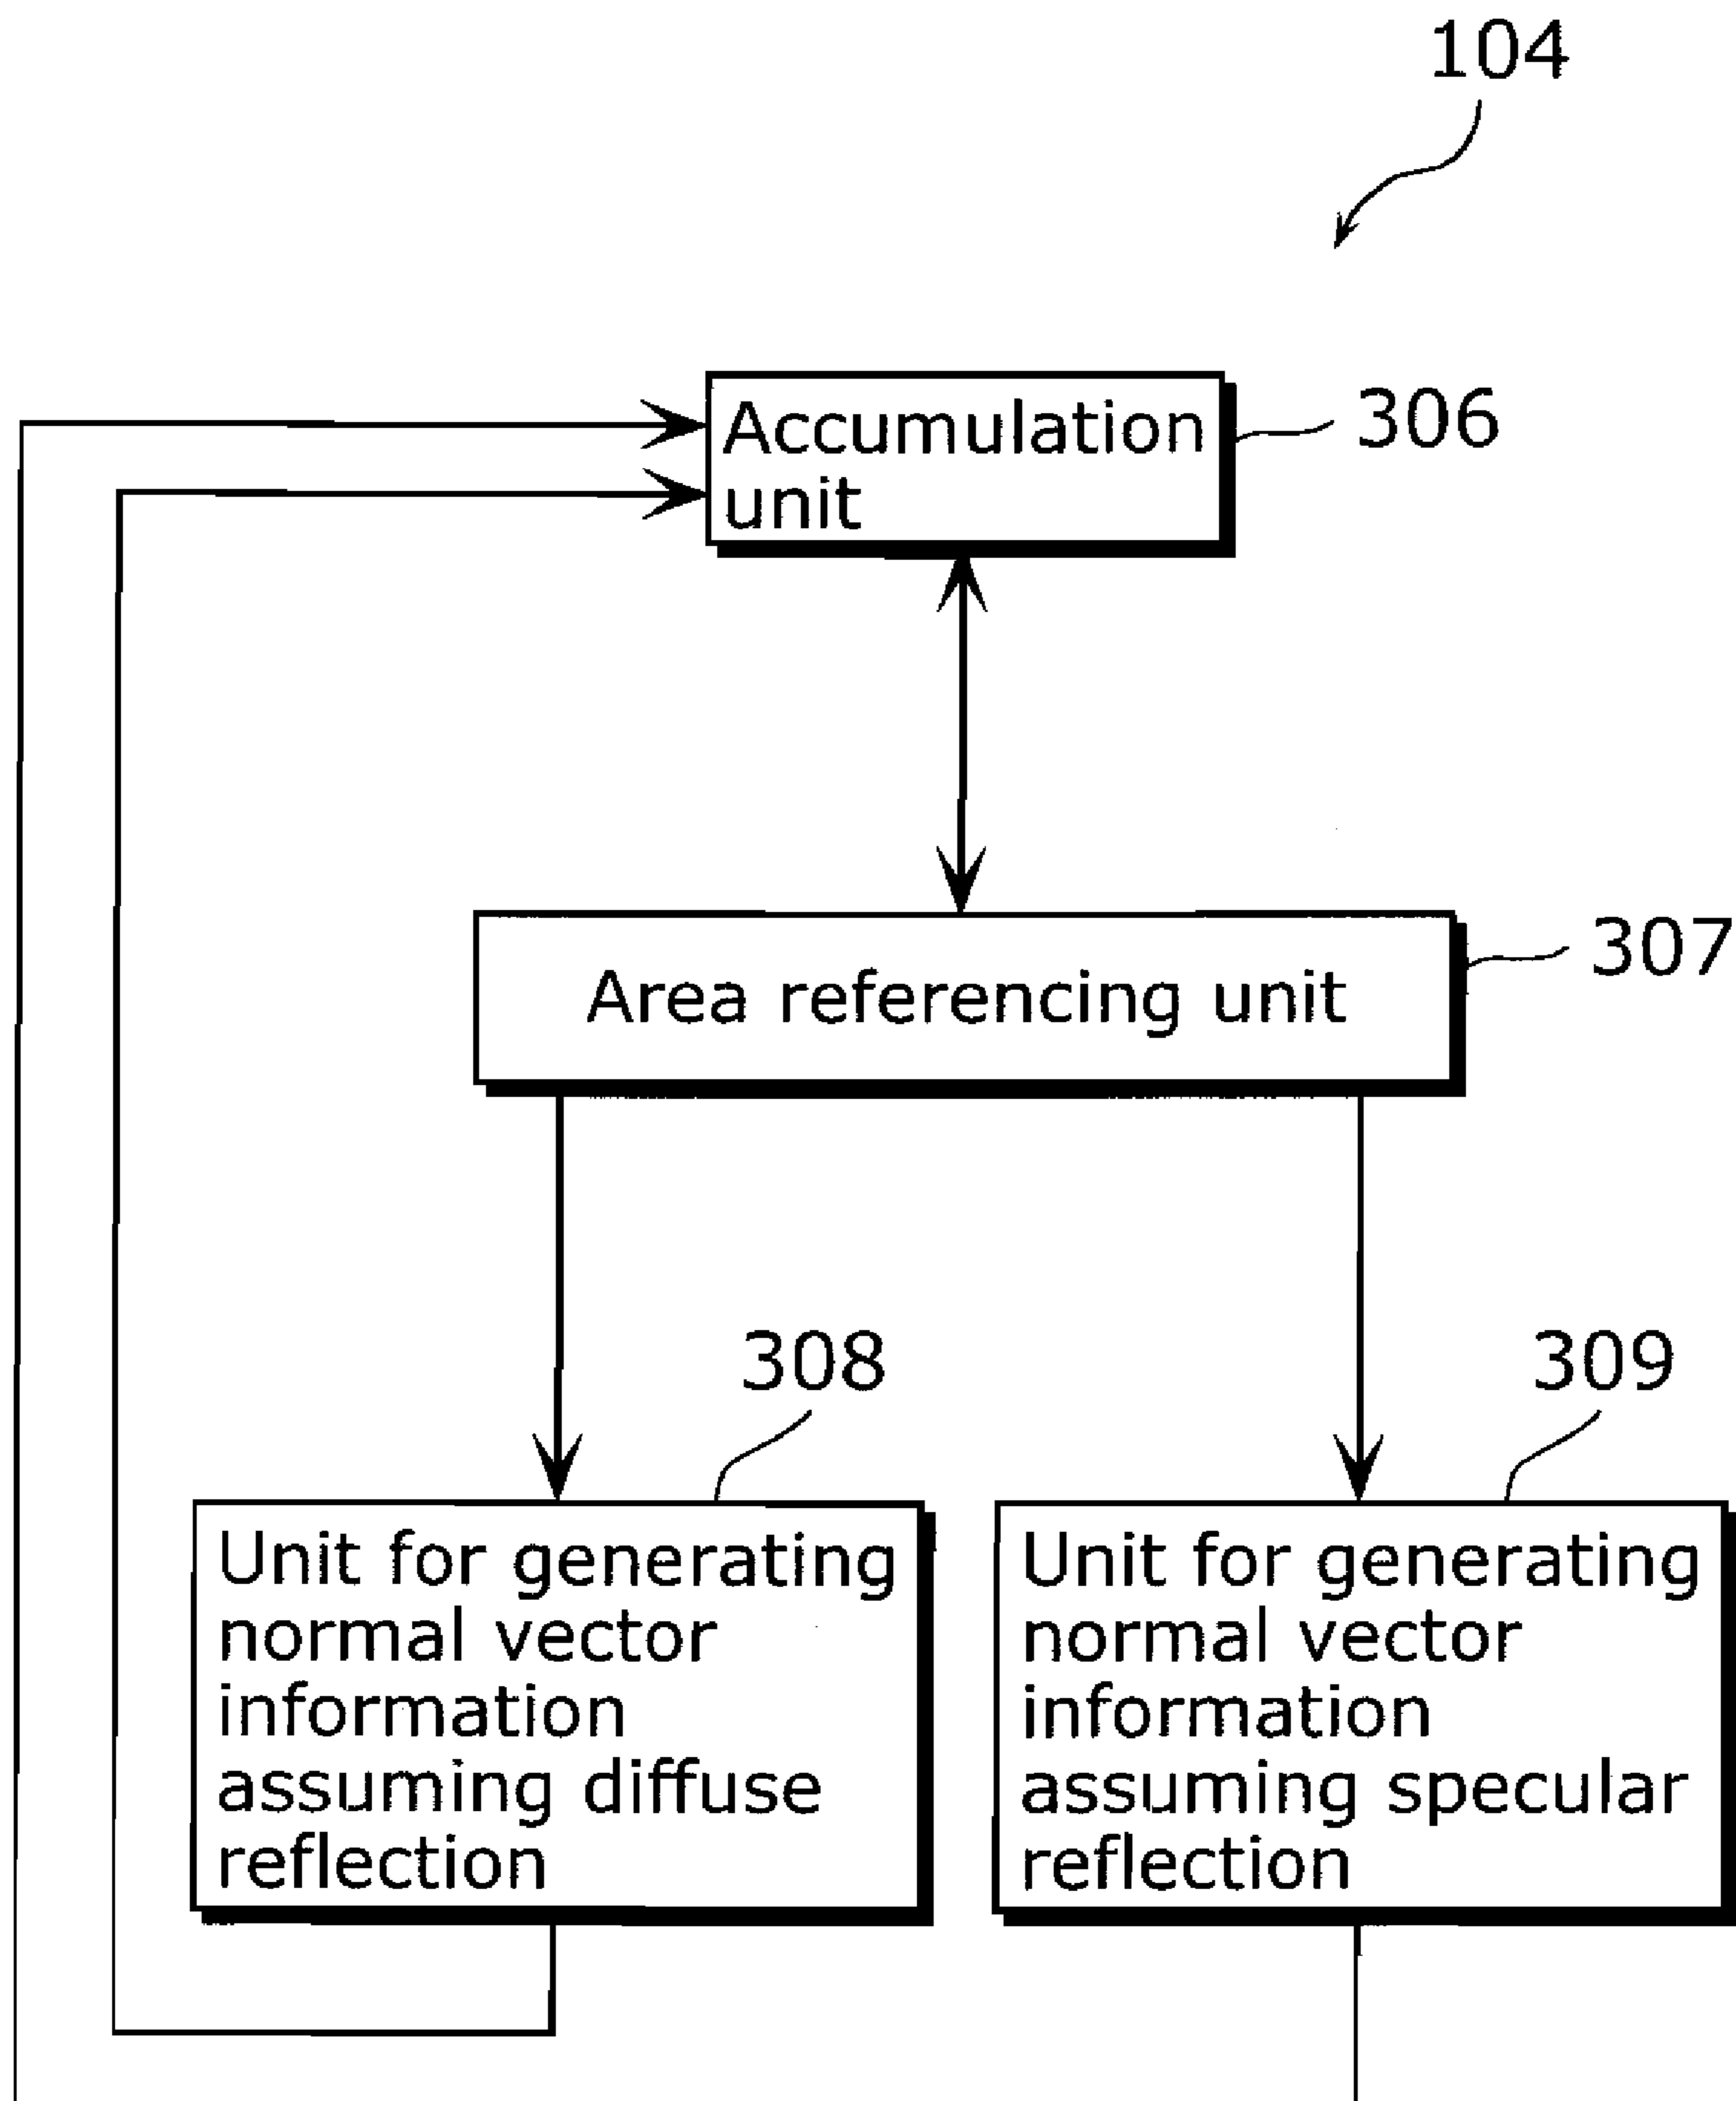 104
Accumulation
unit
306
Area referencing unit
307
308
309
Unit for generating
normal vector
information
assuming diffuse
reflection
Unit for generating
normal vector
information
assuming specular
reflection